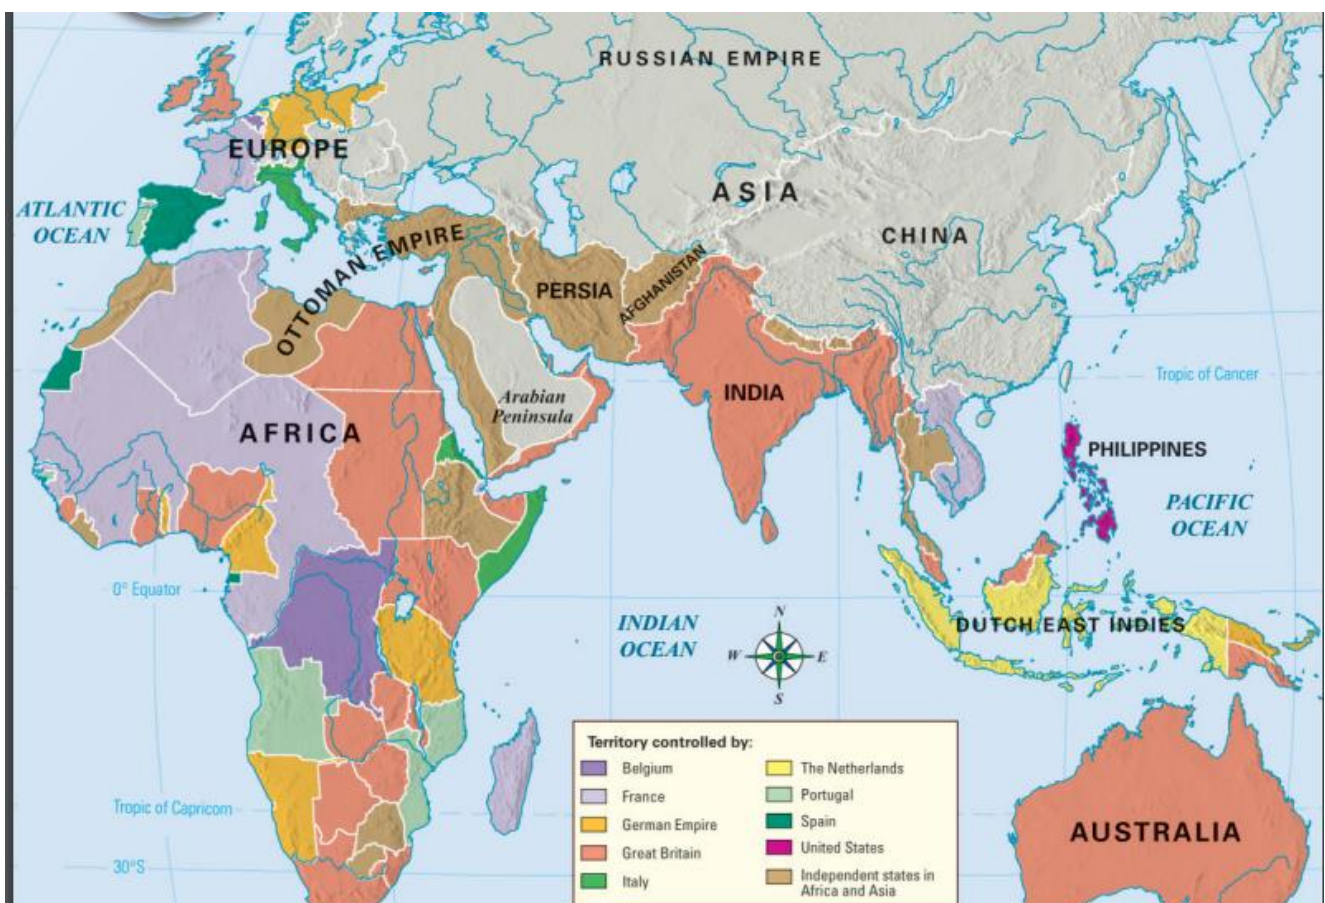 RUSSIAN EMPIRE
EUROPE
ASIA
ATLANTIC
OCEAN
CHINA
OTTOMAN EMPIRE
PERSIA
AFGHANISTAN
Arabian
Peninsula
INDIA
Tropic of Cancer
AFRICA
PHILIPPINES
PACIFIC
OCEAN
0° Equator
INDIAN
OCEAN
N
W
E
S
DUTCH EAST INDIES
Tropic of Capricorn
30°S
AUSTRALIA
Territory controlled by:
Belgium
France
German Empire
Great Britain
Italy
The Netherlands
Portugal
Spain
United States
Independent states in
Africa and Asia